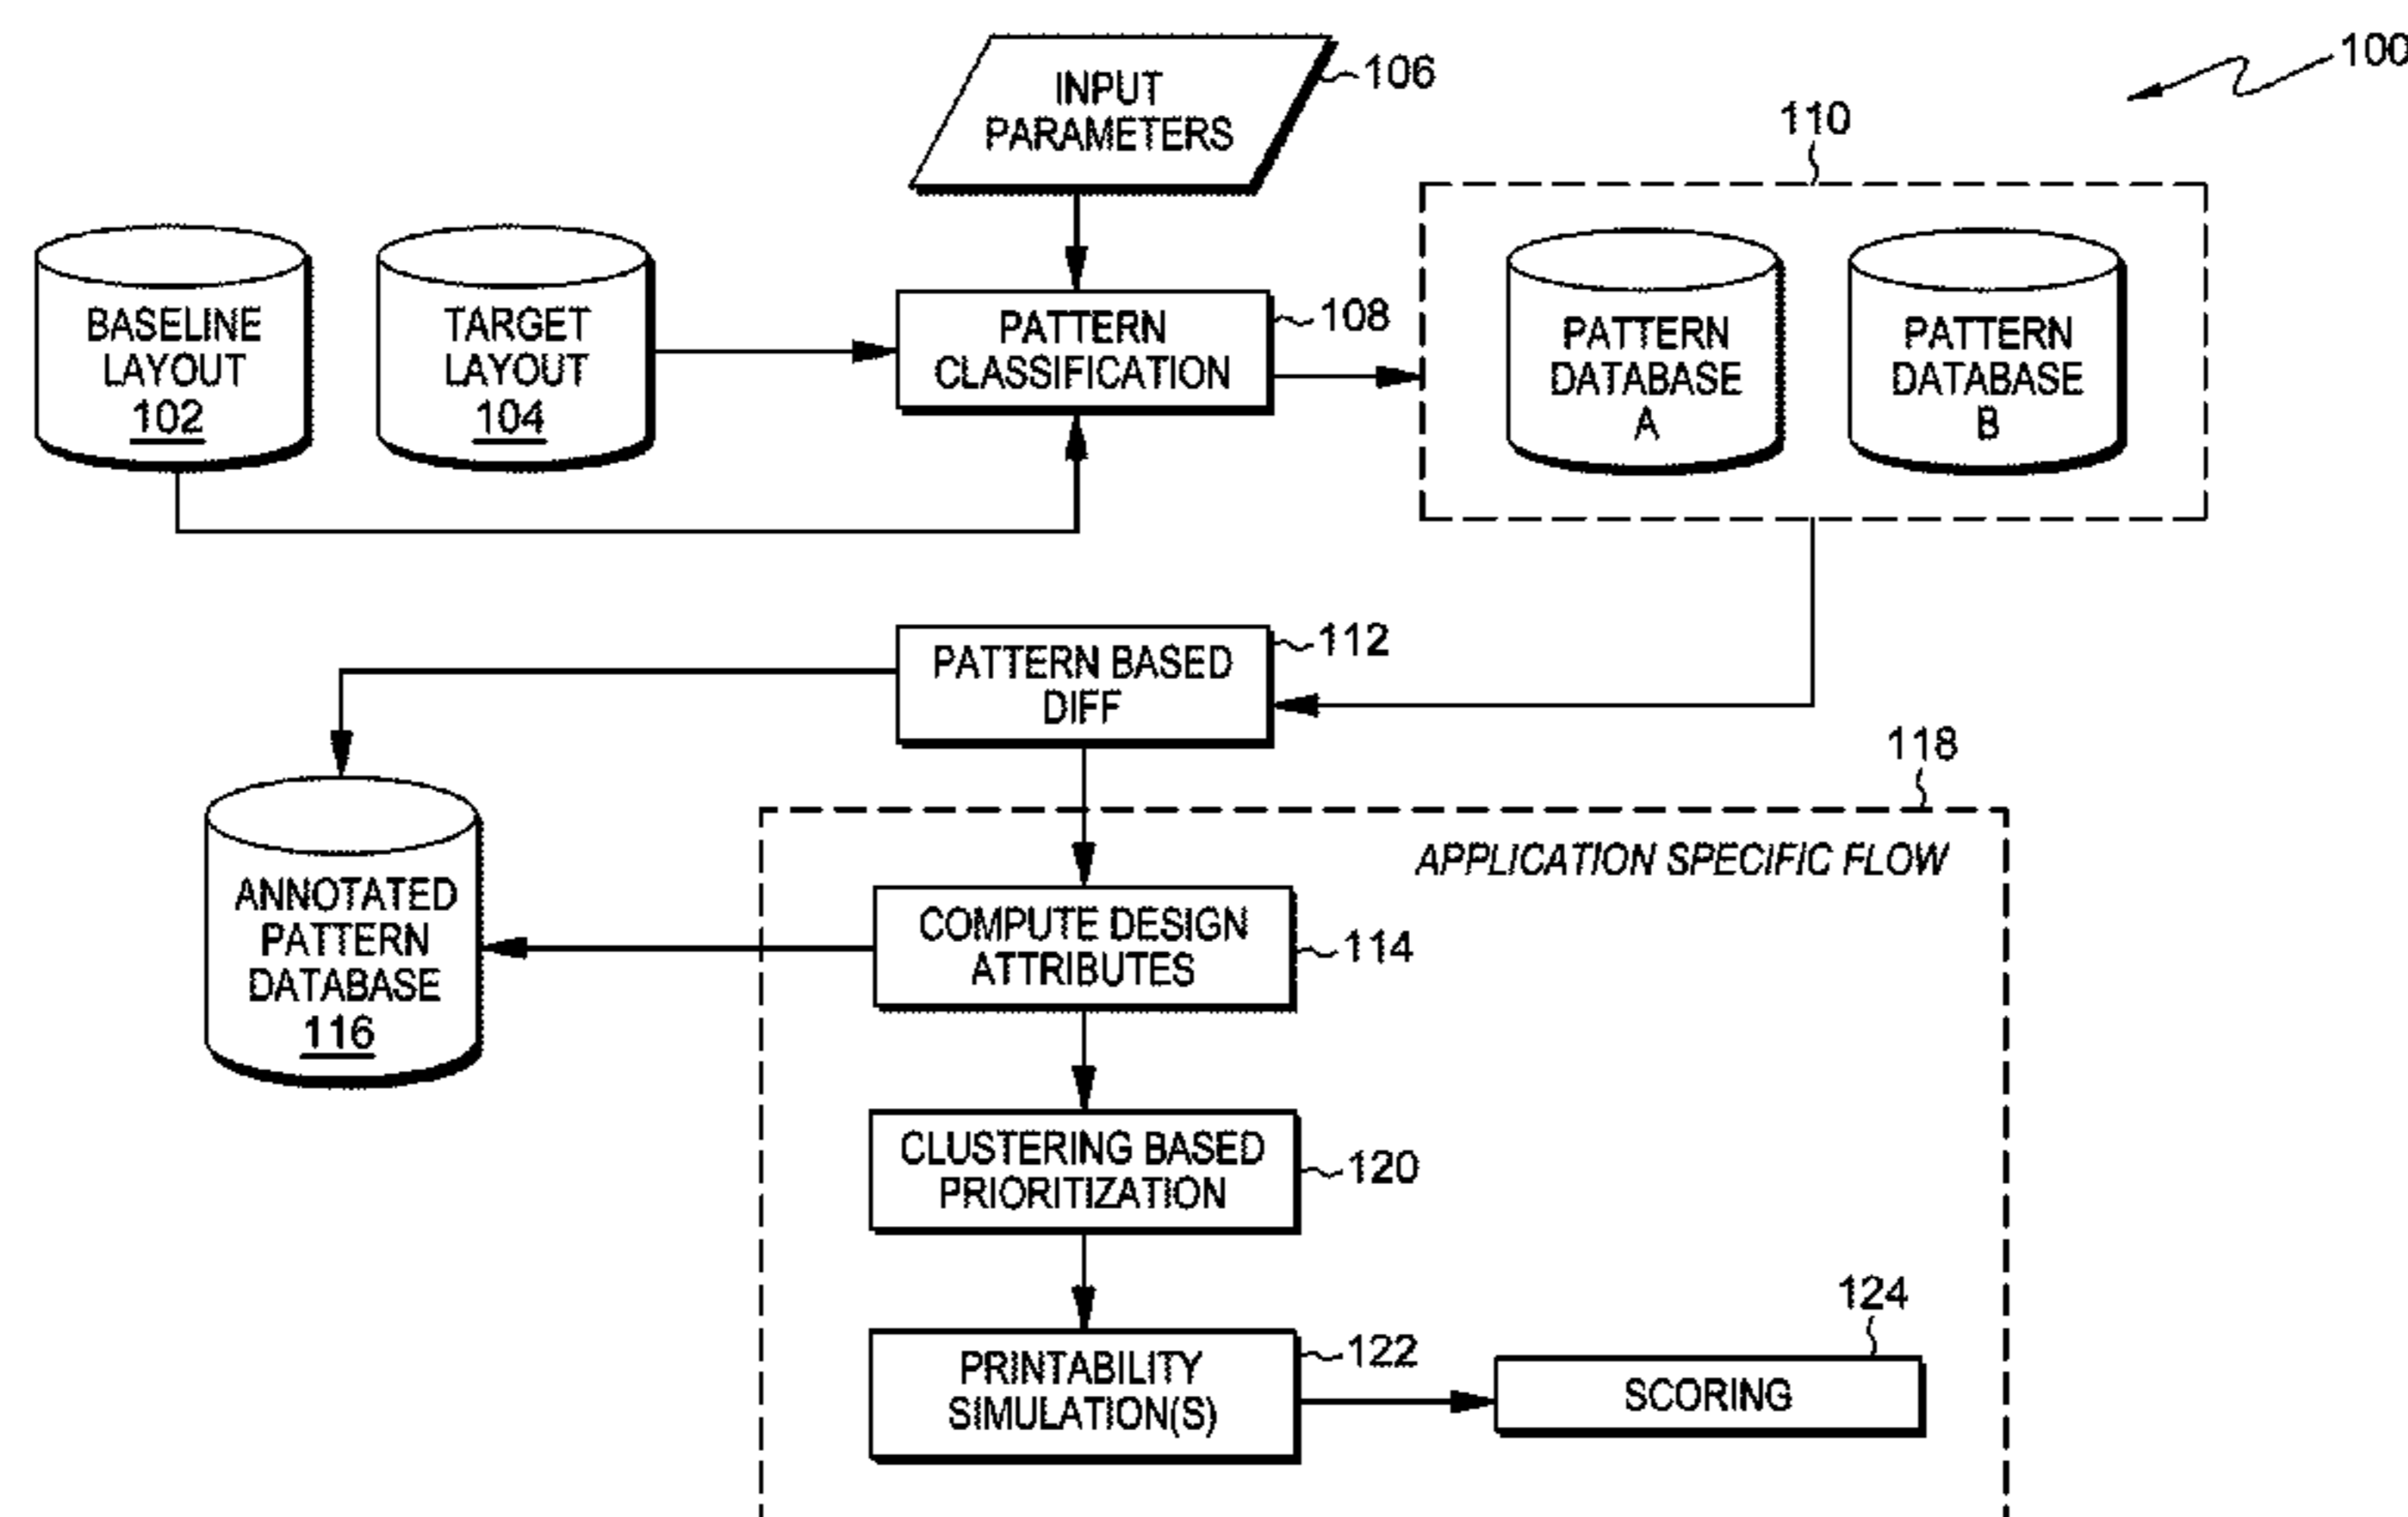 100
INPUT
PARAMETERS
106
110
BASELINE
LAYOUT
102
TARGET
LAYOUT
104
PATTERN
CLASSIFICATION
108
PATTERN
DATABASE
A
PATTERN
DATABASE
B
PATTERN BASED
DIFF
112
118
APPLICATION SPECIFIC FLOW
ANNOTATED
PATTERN
DATABASE
116
COMPUTE DESIGN
ATTRIBUTES
114
CLUSTERING BASED
PRIORITIZATION
120
PRINTABILITY
SIMULATION(S)
122
124
SCORING